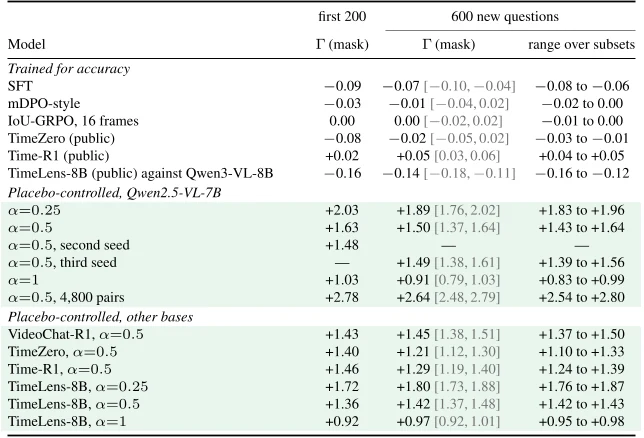 first 200 600 new questions
Model Γ (mask) Γ (mask) range over subsets
Trained for accuracy
SFT −0.09 −0.07 [−0.10, −0.04] −0.08 to −0.06
mDPO-style −0.03 −0.01 [−0.04, 0.02] −0.02 to 0.00
IoU-GRPO, 16 frames 0.00 0.00 [−0.02, 0.02] −0.01 to 0.00
TimeZero (public) −0.08 −0.02 [−0.05, 0.02] −0.03 to −0.01
Time-R1 (public) +0.02 +0.05 [0.03, 0.06] +0.04 to +0.05
TimeLens-8B (public) against Qwen3-VL-8B −0.16 −0.14 [−0.18, −0.11] −0.16 to −0.12
Placebo-controlled, Qwen2.5-VL-7B
α=0.25 +2.03 +1.89 [1.76, 2.02] +1.83 to +1.96
α=0.5 +1.63 +1.50 [1.37, 1.64] +1.43 to +1.64
α=0.5, second seed +1.48 — —
α=0.5, third seed — +1.49 [1.38, 1.61] +1.39 to +1.56
α=1 +1.03 +0.91 [0.79, 1.03] +0.83 to +0.99
α=0.5, 4,800 pairs +2.78 +2.64 [2.48, 2.79] +2.54 to +2.80
Placebo-controlled, other bases
VideoChat-R1, α=0.5 +1.43 +1.45 [1.38, 1.51] +1.37 to +1.50
TimeZero, α=0.5 +1.40 +1.21 [1.12, 1.30] +1.10 to +1.33
Time-R1, α=0.5 +1.46 +1.29 [1.19, 1.40] +1.24 to +1.39
TimeLens-8B, α=0.25 +1.72 +1.80 [1.73, 1.88] +1.76 to +1.87
TimeLens-8B, α=0.5 +1.36 +1.42 [1.37, 1.48] +1.42 to +1.43
TimeLens-8B, α=1 +0.92 +0.97 [0.92, 1.01] +0.95 to +0.98